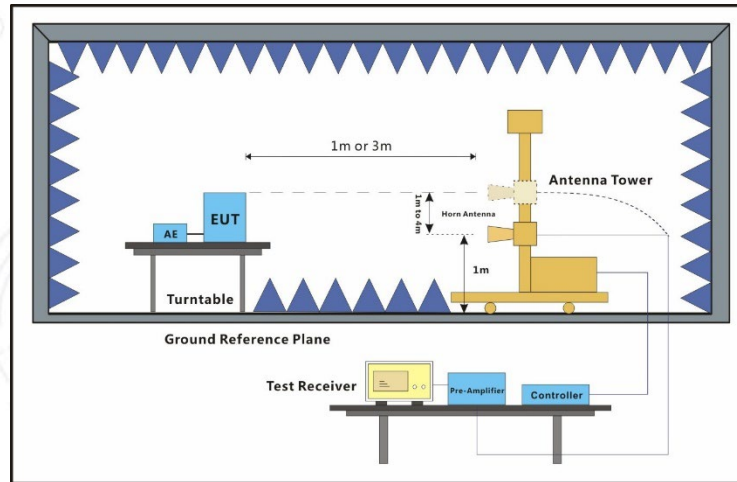 1m or 3m
Antenna Tower
1m to 4m
Horn Antenna
EUT
AE
1m
Turntable
Ground Reference Plane
Test Receiver
Pre-Amplifier
Controller